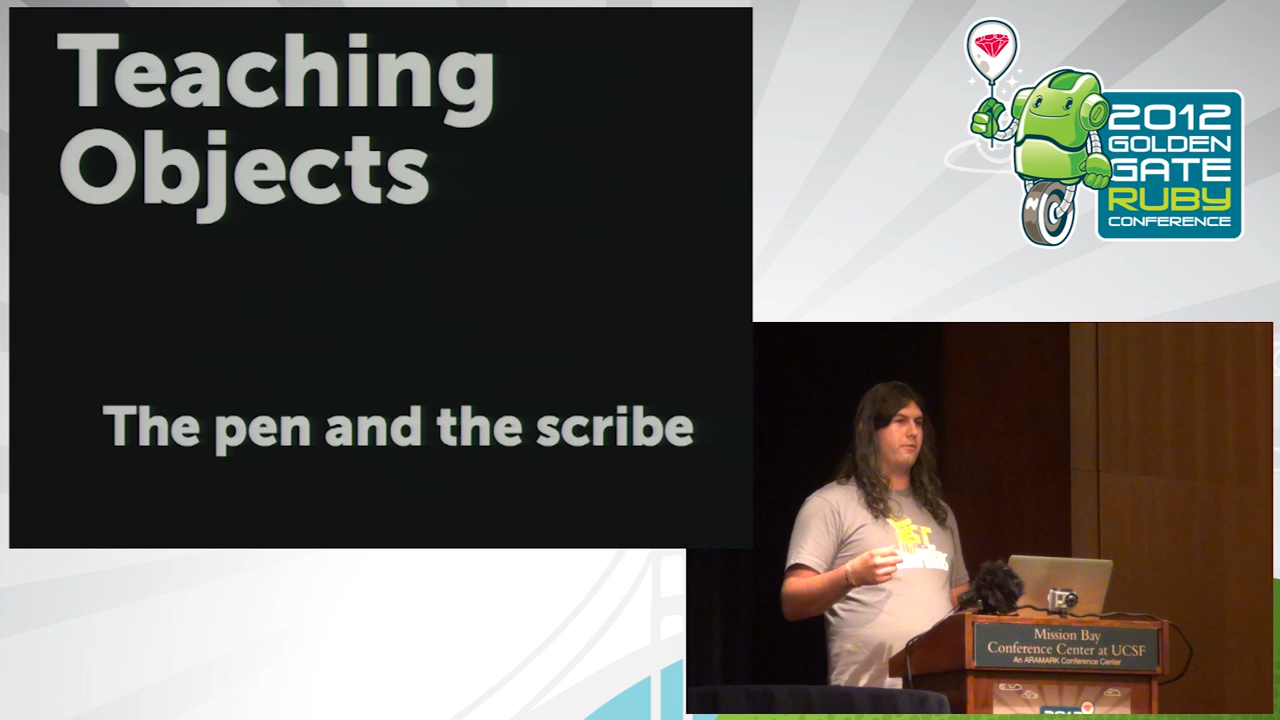 Teaching
Objects
The pen and the scribe
2012
GOLDEN
GATE
RUBY
CONFERENCE
Mission Bay
Conference Center at UCSF
An ARAMARK Conference Center